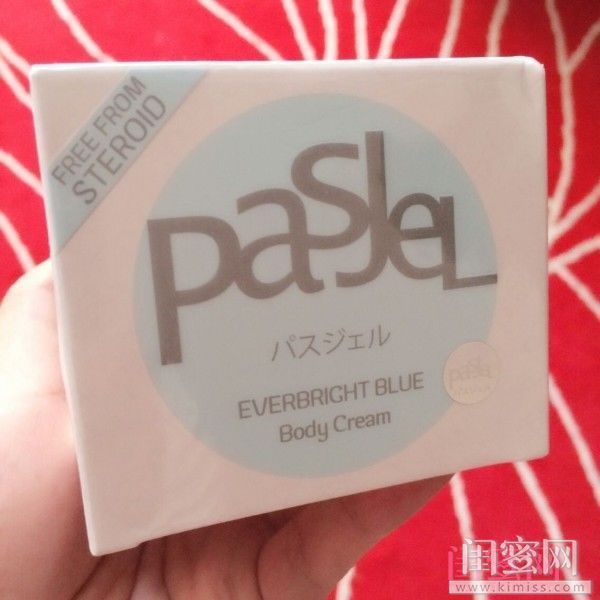 FREE FROM
STEROID
PasJeL
パスジェル
EVERBRIGHT BLUE
Body Cream
PasJeL
闺蜜网
www.kimiss.com